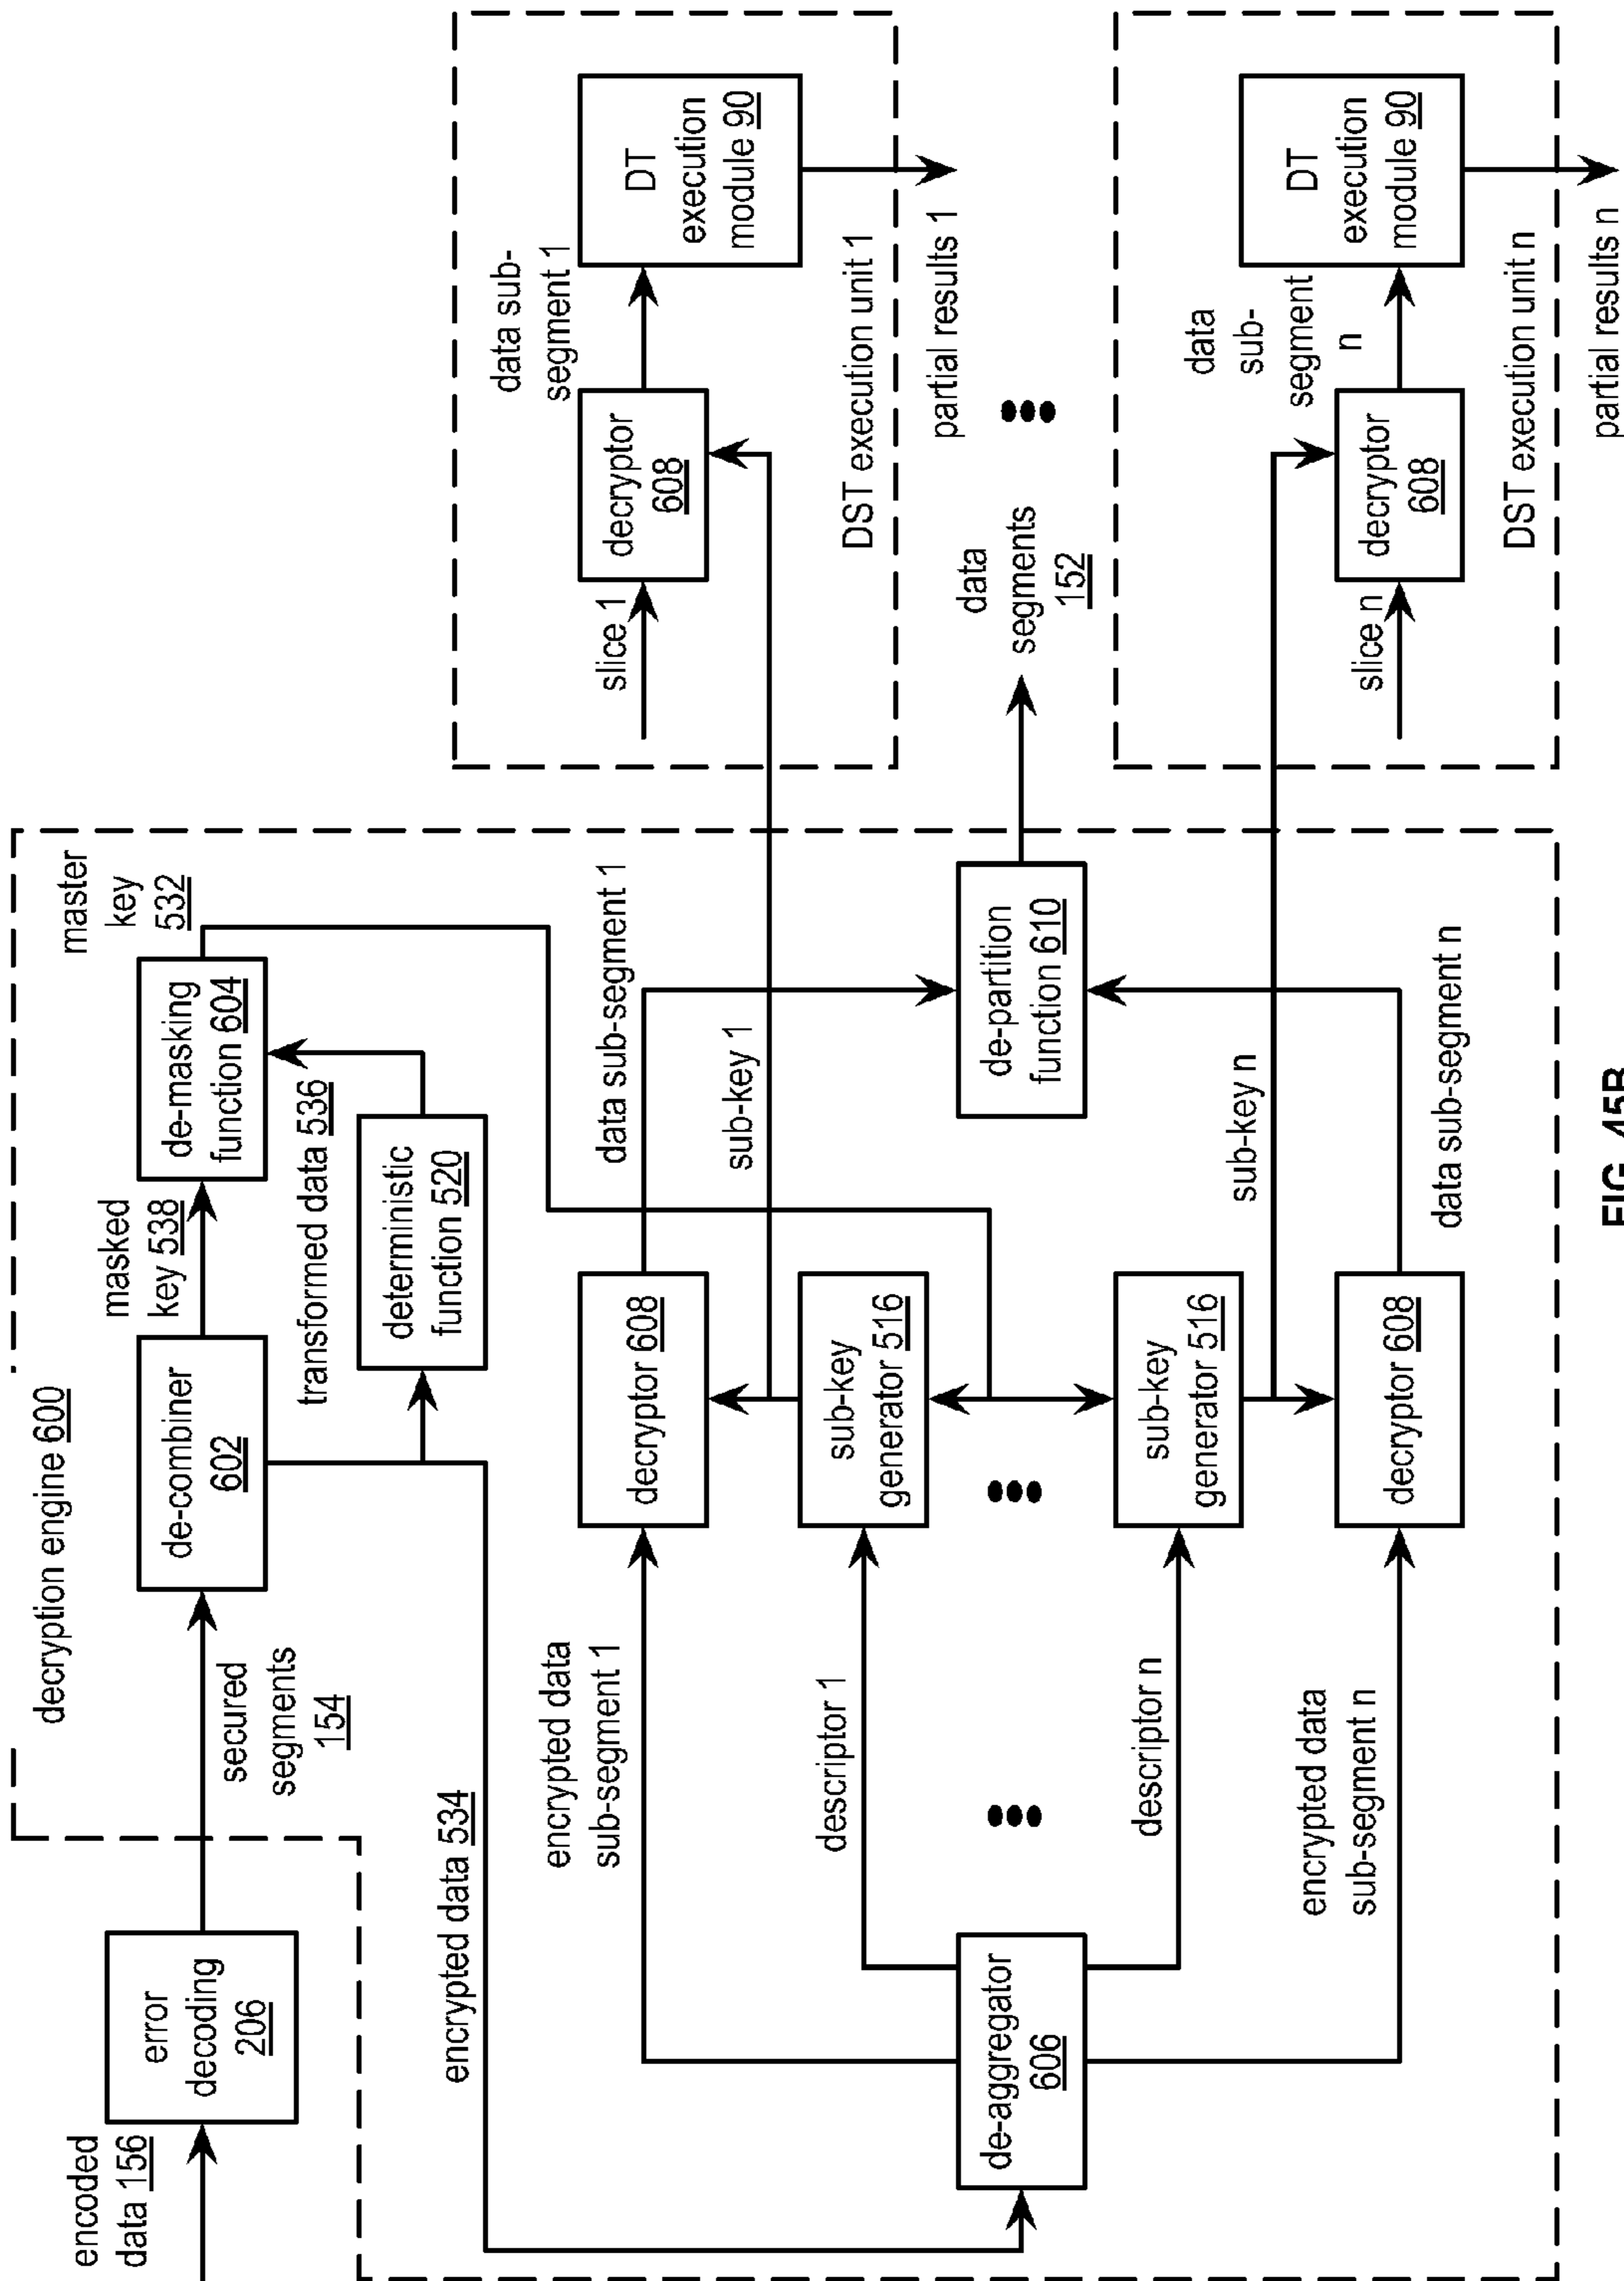 encoded
data 156
error
decoding
206
secured
segments
154
decryption engine 600
de-combiner
602
masked
key 538
de-masking
function 604
master
key 532
transformed data 536
deterministic
function 520
encrypted data 534
de-aggregator
606
encrypted data
sub-segment 1
descriptor 1
descriptor n
encrypted data
sub-segment n
decryptor 608
sub-key
generator 516
sub-key
generator 516
decryptor 608
data sub-segment 1
sub-key 1
sub-key n
data sub-segment n
de-partition
function 610
data
segments
152
slice 1
decryptor
608
data sub-
segment 1
DT
execution
module 90
DST execution unit 1
partial results 1
slice n
decryptor
608
data
sub-
segment
n
DT
execution
module 90
DST execution unit n
partial results n
FIG. 45B